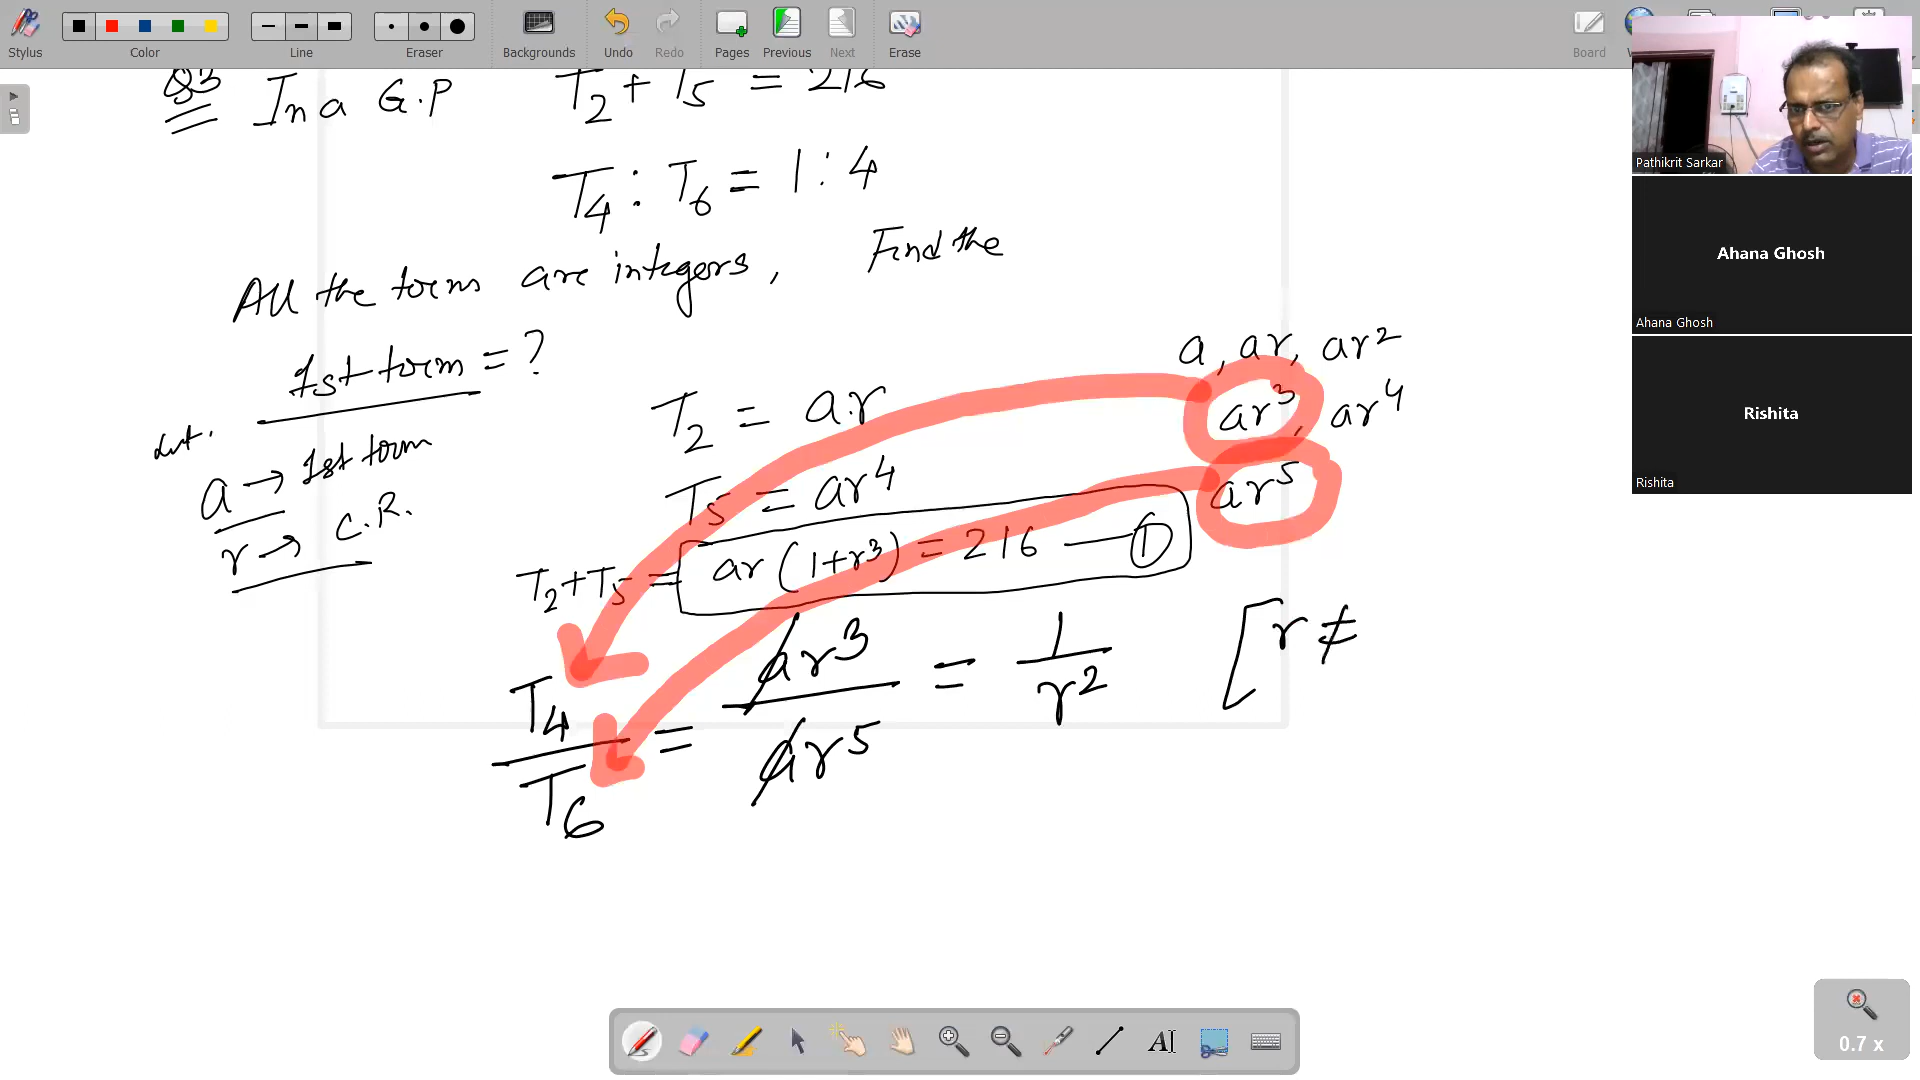 Stylus
Color
Line
Eraser
Backgrounds
Undo
Redo
Pages
Previous
Next
Erase
Board
Q3 In a G.P T₂ + T₅ = 216
T₄ : T₆ = 1 : 4
All the terms are integers, Find the
1st term = ?
Let.
a → 1st term
r → C.R.
a, ar, ar²
ar³, ar⁴
ar⁵
T₂ = a.r
T₅ = ar⁴
T₂+T₅ = ar(1+r³) = 216 — ①
T₄/T₆ = ar³/ar⁵ = 1/r² [r ≠
Pathikrit Sarkar
Ahana Ghosh
Ahana Ghosh
Rishita
Rishita
0.7 x